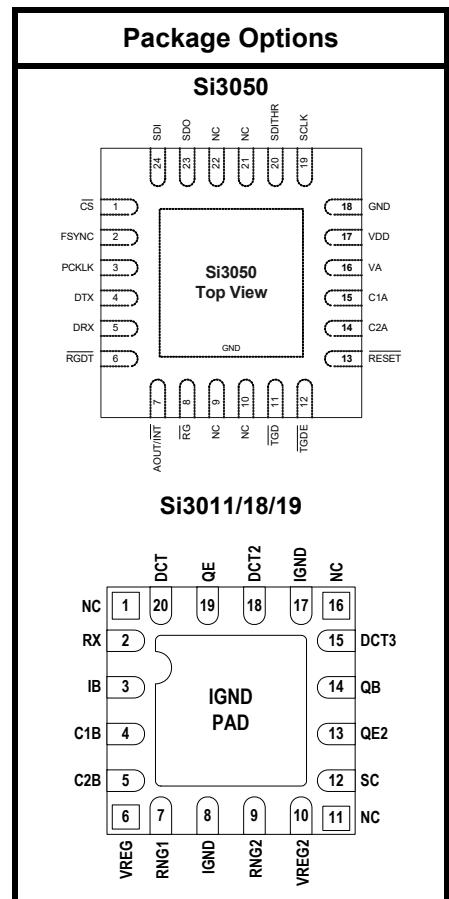 Package Options
Si3050
SDI
SDO
NC
NC
SDITHR
SCLK
24
23
22
21
20
19
CS 1
FSYNC 2
PCKLK 3
DTX 4
DRX 5
RGDT 6
18 GND
17 VDD
16 VA
15 C1A
14 C2A
13 RESET
Si3050
Top View
GND
7
8
9
10
11
12
AOUT/INT
RG
NC
NC
TGD
TGDE
Si3011/18/19
DCT
QE
DCT2
IGND
NC
NC 1
20
19
18
17
16
RX 2
IB 3
C1B 4
C2B 5
15 DCT3
14 QB
13 QE2
12 SC
IGND
PAD
6
7
8
9
10
11 NC
VREG
RNG1
IGND
RNG2
VREG2